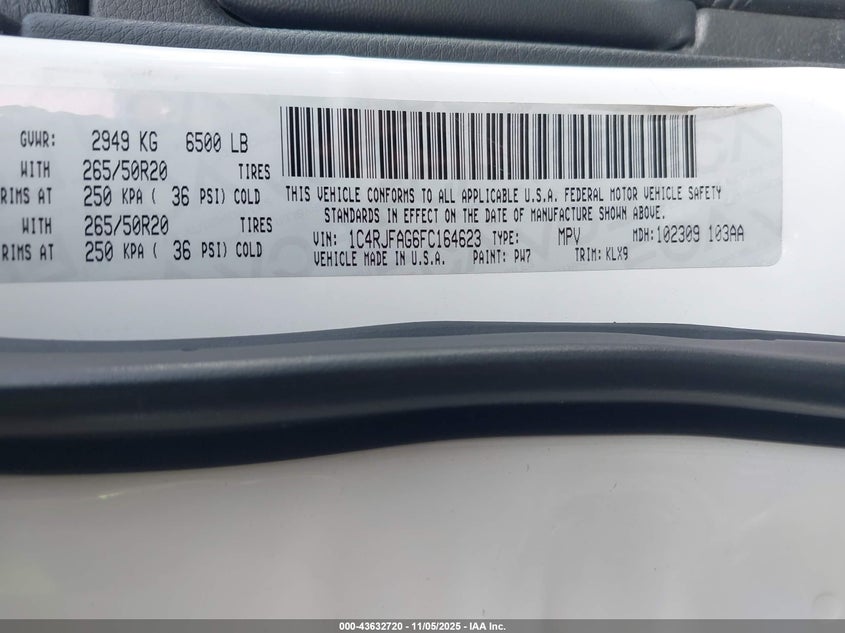 GVWR: 2949 KG 6500 LB
WITH 265/50R20 TIRES
RIMS AT 250 KPA ( 36 PSI) COLD
WITH 265/50R20 TIRES
RIMS AT 250 KPA ( 36 PSI) COLD
THIS VEHICLE CONFORMS TO ALL APPLICABLE U.S.A. FEDERAL MOTOR VEHICLE SAFETY
STANDARDS IN EFFECT ON THE DATE OF MANUFACTURE SHOWN ABOVE.
VIN: 1C4RJFAG6FC164623 TYPE: MPV MDH: 102309 103AA
VEHICLE MADE IN U.S.A. PAINT: PW7 TRIM: KLX9
000-43632720 - 11/05/2025 - IAA Inc.